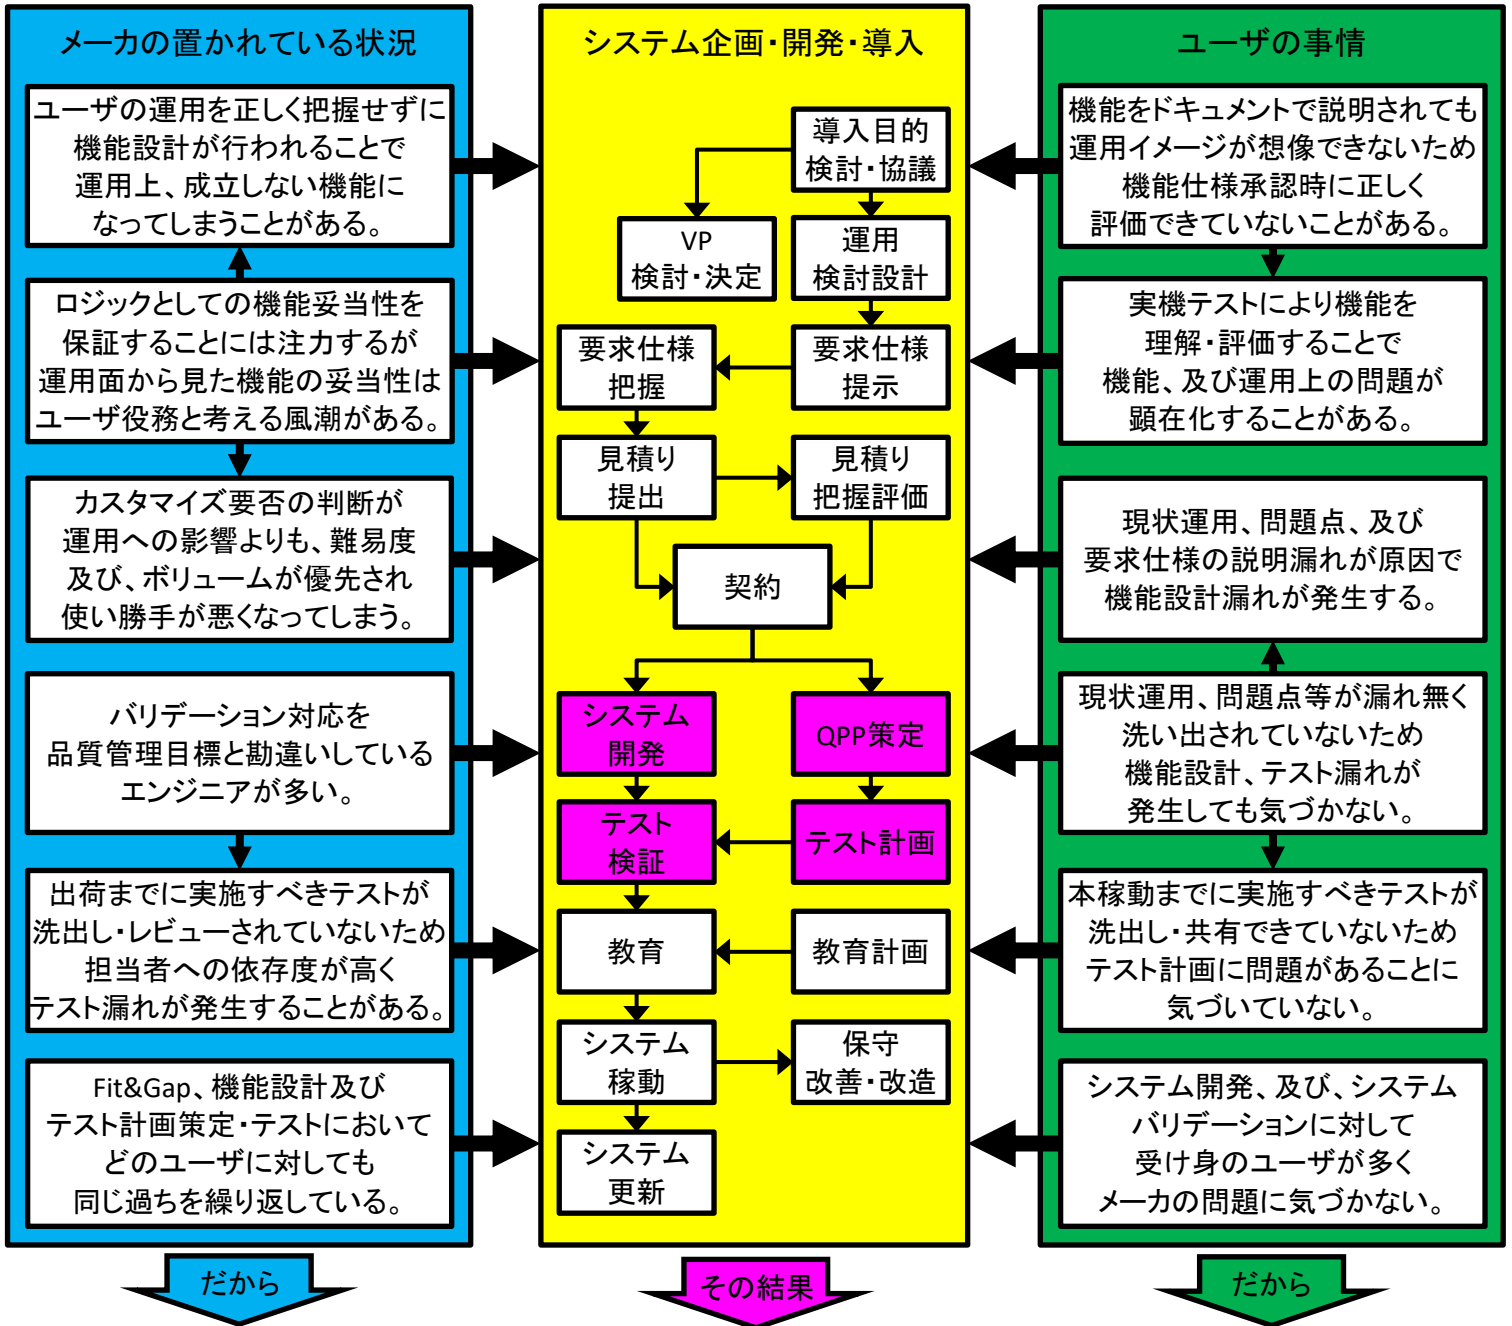 メーカの置かれている状況
ユーザの運用を正しく把握せずに
機能設計が行われることで
運用上、成立しない機能に
なってしまうことがある。
ロジックとしての機能妥当性を
保証することには注力するが
運用面から見た機能の妥当性は
ユーザ役務と考える風潮がある。
カスタマイズ要否の判断が
運用への影響よりも、難易度
及び、ボリュームが優先され
使い勝手が悪くなってしまう。
バリデーション対応を
品質管理目標と勘違いしている
エンジニアが多い。
出荷までに実施すべきテストが
洗出し・レビューされていないため
担当者への依存度が高く
テスト漏れが発生することがある。
Fit&Gap、機能設計及び
テスト計画策定・テストにおいて
どのユーザに対しても
同じ過ちを繰り返している。
だから
システム企画・開発・導入
導入目的
検討・協議
VP
検討・決定
運用
検討設計
要求仕様
把握
要求仕様
提示
見積り
提出
見積り
把握評価
契約
システム
開発
QPP策定
テスト
検証
テスト計画
教育
教育計画
システム
稼動
保守
改善・改造
システム
更新
その結果
ユーザの事情
機能をドキュメントで説明されても
運用イメージが想像できないため
機能仕様承認時に正しく
評価できていないことがある。
実機テストにより機能を
理解・評価することで
機能、及び運用上の問題が
顕在化することがある。
現状運用、問題点、及び
要求仕様の説明漏れが原因で
機能設計漏れが発生する。
現状運用、問題点等が漏れ無く
洗い出されていないため
機能設計、テスト漏れが
発生しても気づかない。
本稼動までに実施すべきテストが
洗出し・共有できていないため
テスト計画に問題があることに
気づいていない。
システム開発、及び、システム
バリデーションに対して
受け身のユーザが多く
メーカの問題に気づかない。
だから